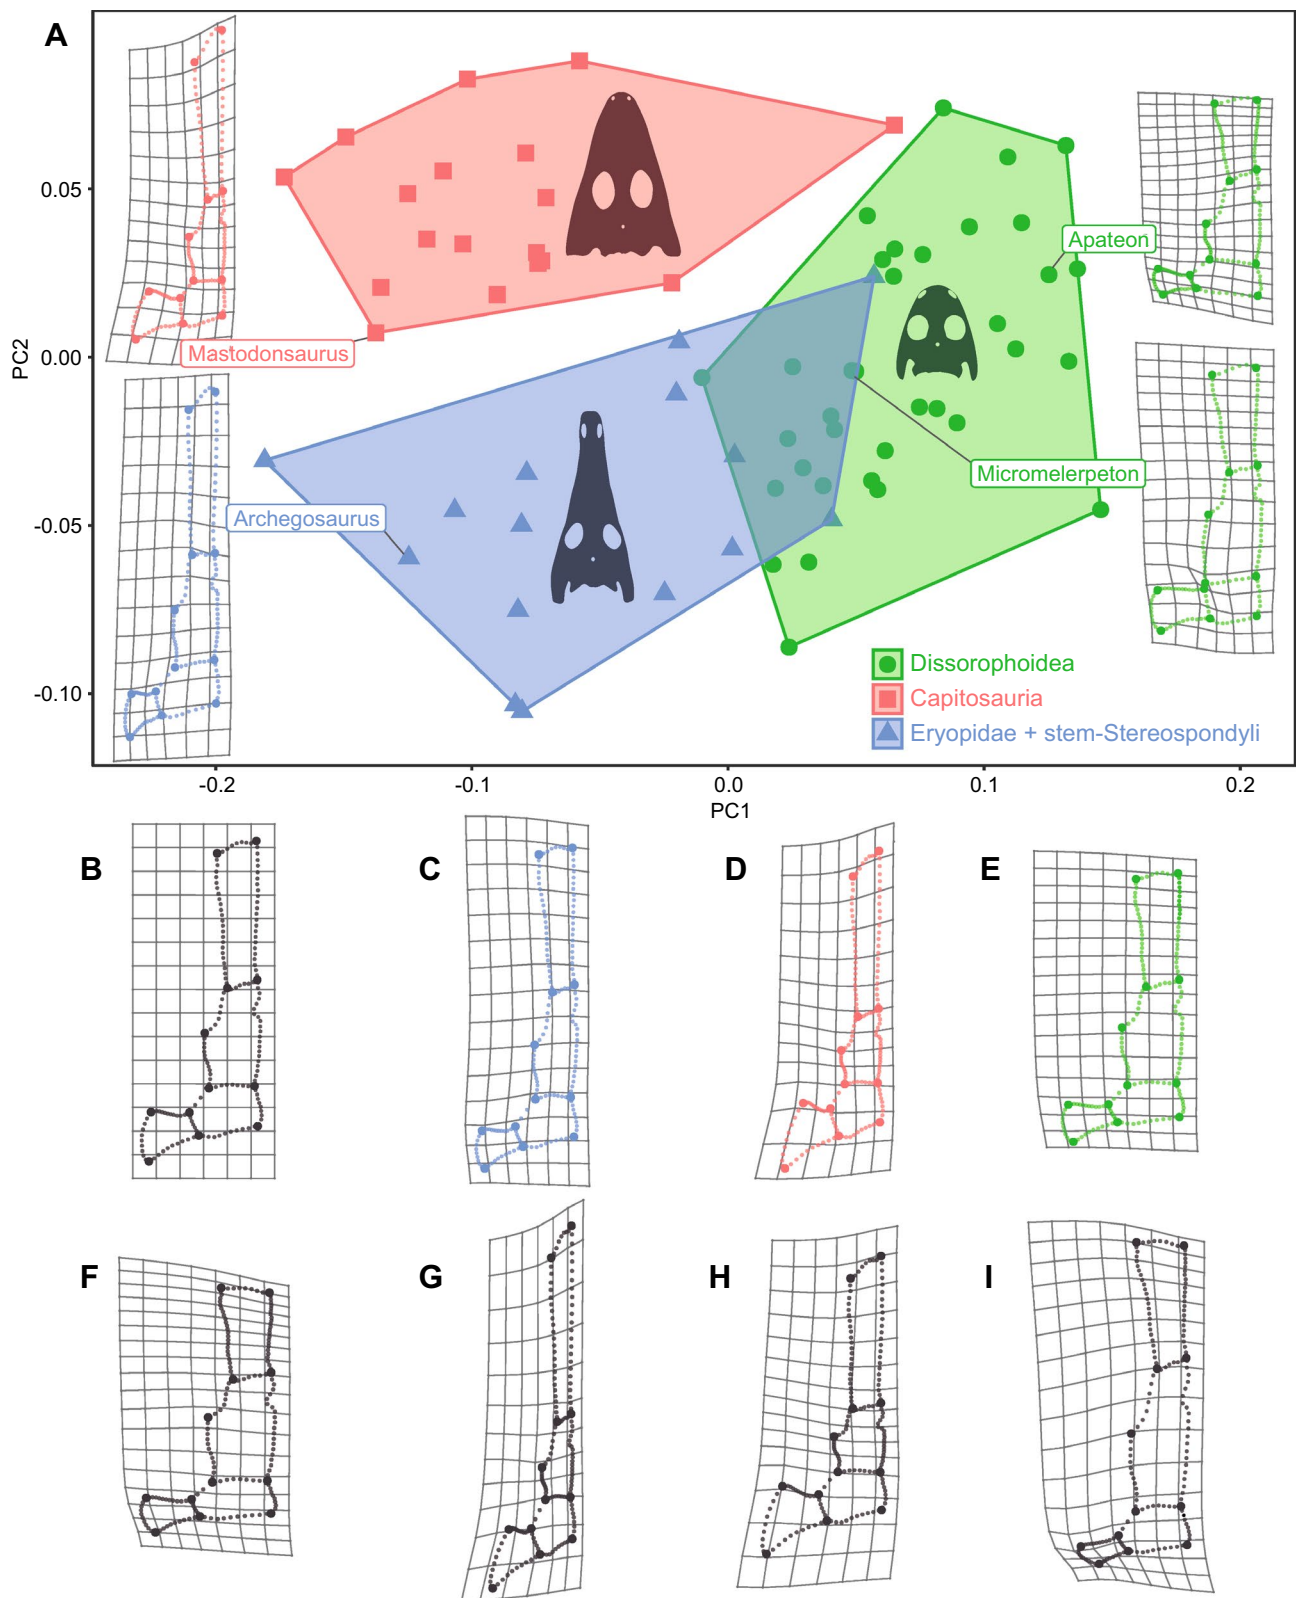 A
0.05
0.00
-0.05
-0.10
PC2
Mastodonsaurus
Apateon
Micromelerpeton
Archegosaurus
Dissorophoidea
Capitosauria
Eryopidae + stem-Stereospondyli
-0.2
-0.1
0.0
0.1
0.2
PC1
B
C
D
E
F
G
H
I